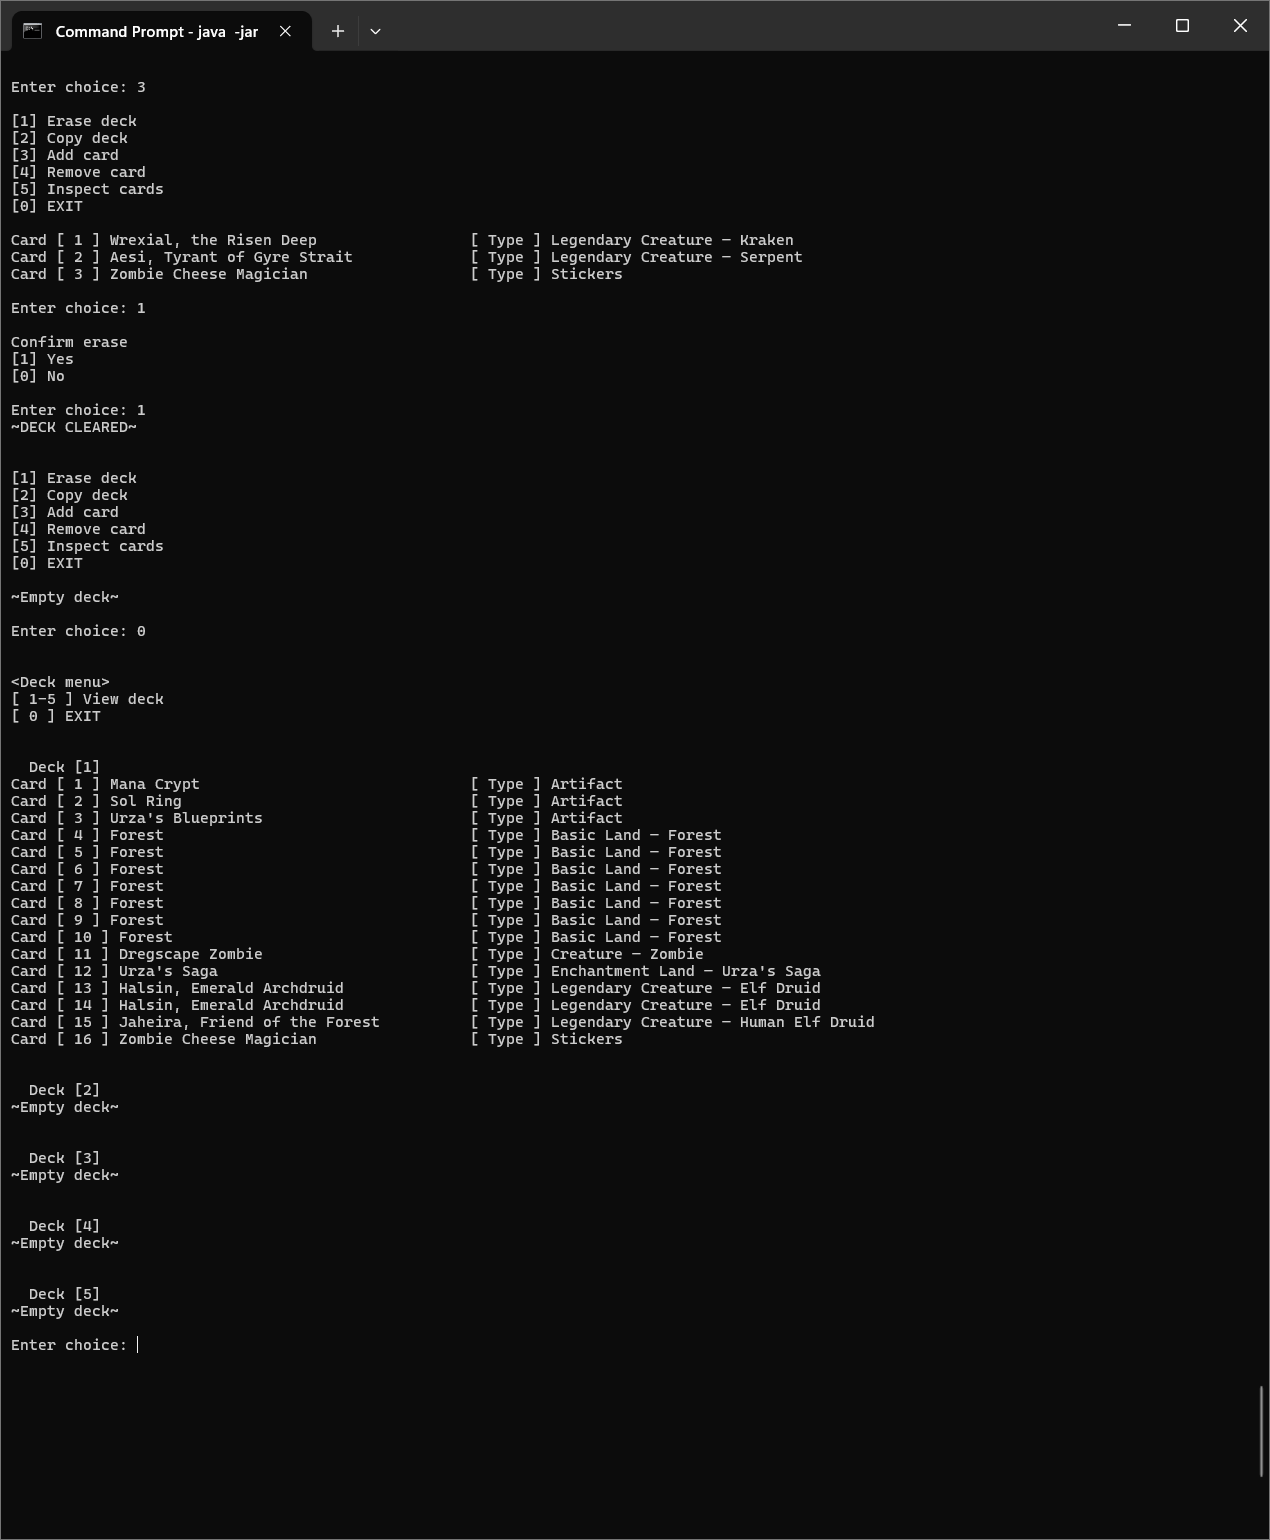 Command Prompt - java -jar
Enter choice: 3
[1] Erase deck
[2] Copy deck
[3] Add card
[4] Remove card
[5] Inspect cards
[0] EXIT
Card [ 1 ] Wrexial, the Risen Deep [ Type ] Legendary Creature — Kraken
Card [ 2 ] Aesi, Tyrant of Gyre Strait [ Type ] Legendary Creature — Serpent
Card [ 3 ] Zombie Cheese Magician [ Type ] Stickers
Enter choice: 1
Confirm erase
[1] Yes
[0] No
Enter choice: 1
~DECK CLEARED~
[1] Erase deck
[2] Copy deck
[3] Add card
[4] Remove card
[5] Inspect cards
[0] EXIT
~Empty deck~
Enter choice: 0
<Deck menu>
[ 1-5 ] View deck
[ 0 ] EXIT
Deck [1]
Card [ 1 ] Mana Crypt [ Type ] Artifact
Card [ 2 ] Sol Ring [ Type ] Artifact
Card [ 3 ] Urza's Blueprints [ Type ] Artifact
Card [ 4 ] Forest [ Type ] Basic Land — Forest
Card [ 5 ] Forest [ Type ] Basic Land — Forest
Card [ 6 ] Forest [ Type ] Basic Land — Forest
Card [ 7 ] Forest [ Type ] Basic Land — Forest
Card [ 8 ] Forest [ Type ] Basic Land — Forest
Card [ 9 ] Forest [ Type ] Basic Land — Forest
Card [ 10 ] Forest [ Type ] Basic Land — Forest
Card [ 11 ] Dregscape Zombie [ Type ] Creature — Zombie
Card [ 12 ] Urza's Saga [ Type ] Enchantment Land — Urza's Saga
Card [ 13 ] Halsin, Emerald Archdruid [ Type ] Legendary Creature — Elf Druid
Card [ 14 ] Halsin, Emerald Archdruid [ Type ] Legendary Creature — Elf Druid
Card [ 15 ] Jaheira, Friend of the Forest [ Type ] Legendary Creature — Human Elf Druid
Card [ 16 ] Zombie Cheese Magician [ Type ] Stickers
Deck [2]
~Empty deck~
Deck [3]
~Empty deck~
Deck [4]
~Empty deck~
Deck [5]
~Empty deck~
Enter choice: